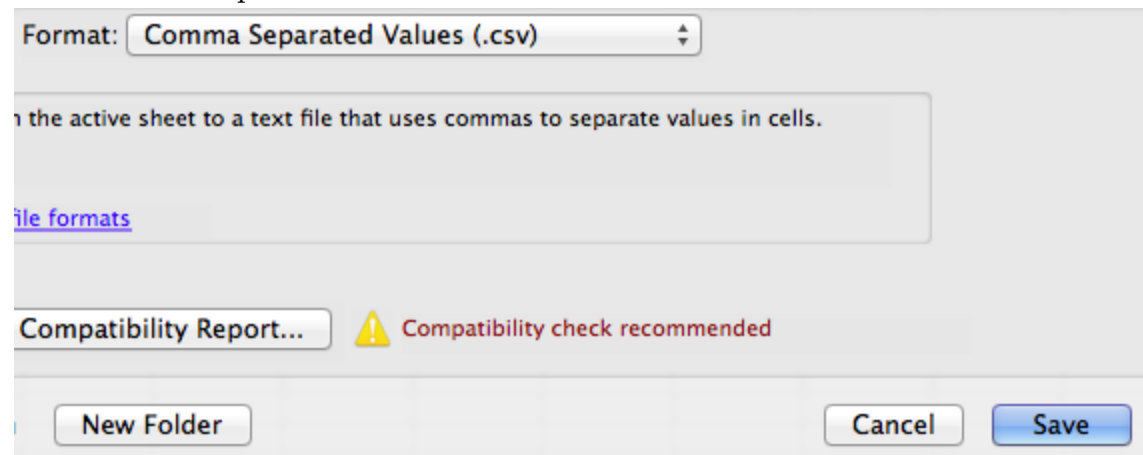 Format: Comma Separated Values (.csv)
the active sheet to a text file that uses commas to separate values in cells.
file formats
Compatibility Report...
Compatibility check recommended
New Folder
Cancel
Save